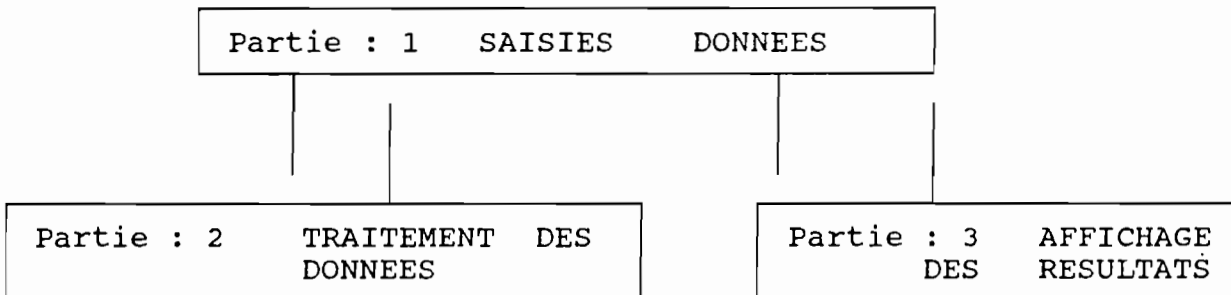 Partie : 1 SAISIES DONNEES
Partie : 2 TRAITEMENT DES
DONNEES
Partie : 3 AFFICHAGE
DES RESULTATS